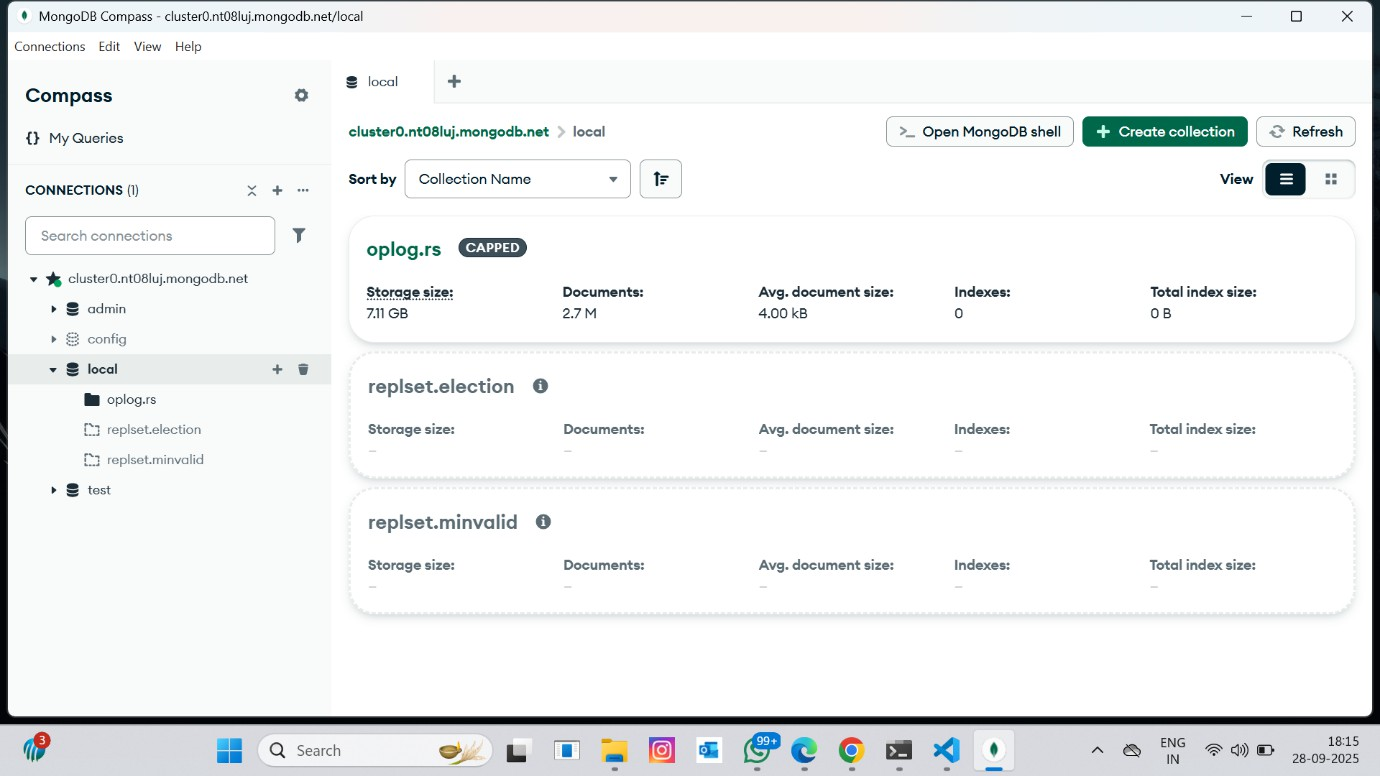 MongoDB Compass - cluster0.nt08luj.mongodb.net/local
Connections Edit View Help
Compass
local
My Queries
cluster0.nt08luj.mongodb.net > local
>_ Open MongoDB shell
+ Create collection
Refresh
CONNECTIONS (1)
Sort by Collection Name
View
Search connections
cluster0.nt08luj.mongodb.net
admin
config
local
oplog.rs
replset.election
replset.minvalid
test
oplog.rs CAPPED
Storage size: Documents: Avg. document size: Indexes: Total index size:
7.11 GB 2.7 M 4.00 kB 0 0 B
replset.election
Storage size: Documents: Avg. document size: Indexes: Total index size:
– – – – –
replset.minvalid
Storage size: Documents: Avg. document size: Indexes: Total index size:
– – – – –
3
Search
99+
ENG
IN
18:15
28-09-2025